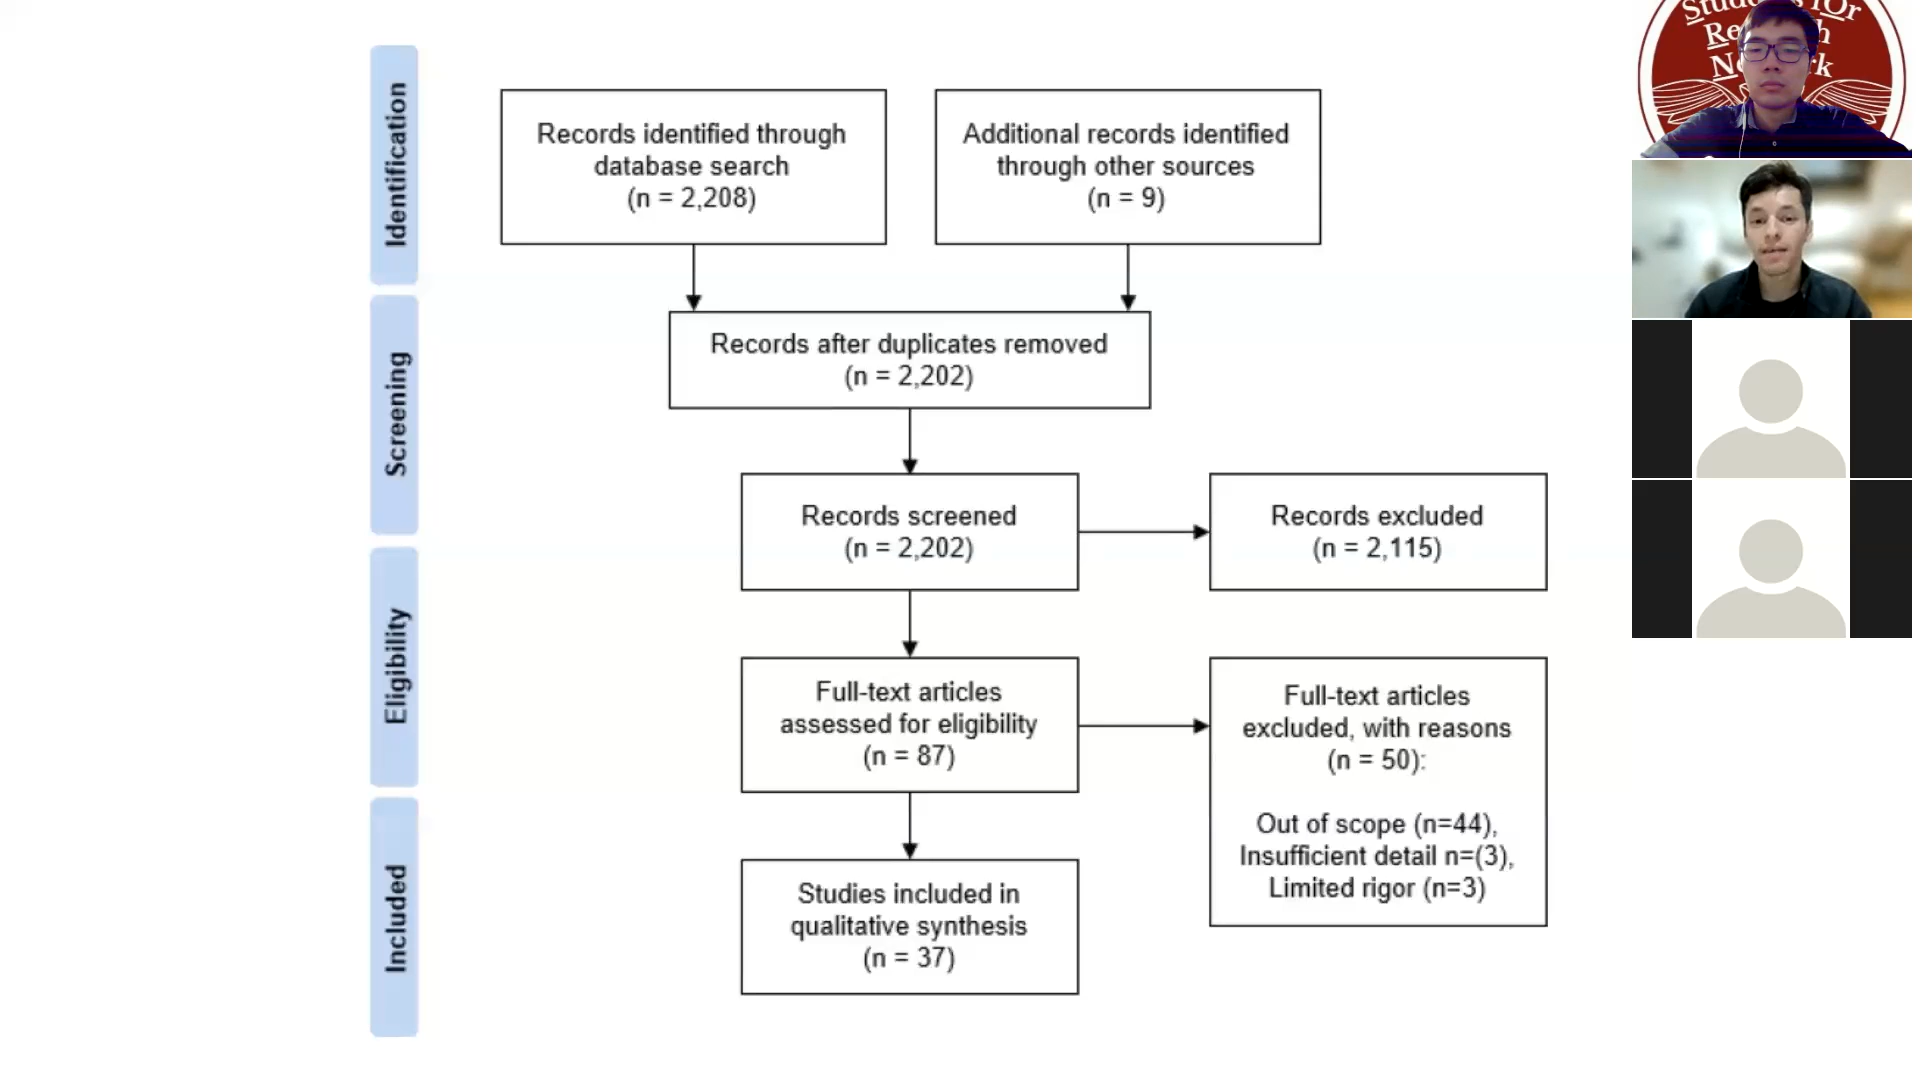 Identification
Records identified through
database search
(n = 2,208)
Additional records identified
through other sources
(n = 9)
Screening
Records after duplicates removed
(n = 2,202)
Records screened
(n = 2,202)
Records excluded
(n = 2,115)
Eligibility
Full-text articles
assessed for eligibility
(n = 87)
Full-text articles
excluded, with reasons
(n = 50):
Out of scope (n=44),
Insufficient detail n=(3),
Limited rigor (n=3)
Included
Studies included in
qualitative synthesis
(n = 37)